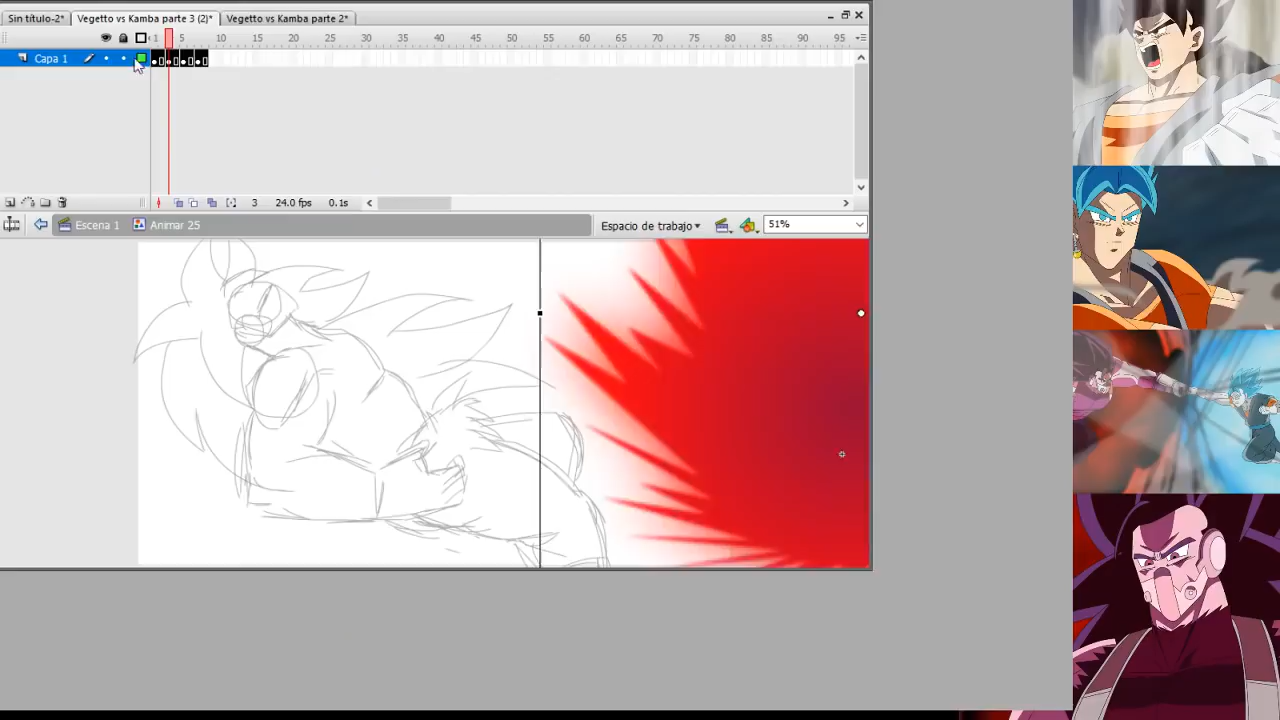 Sin título-2* Vegetto vs Kamba parte 3 (2)* Vegetto vs Kamba parte 2*
1 5 10 15 20 25 30 35 40 45 50 55 60 65 70 75 80 85 90 95
Capa 1
3 24.0 fps 0.1s
Escena 1 Animar 25 Espacio de trabajo 51%